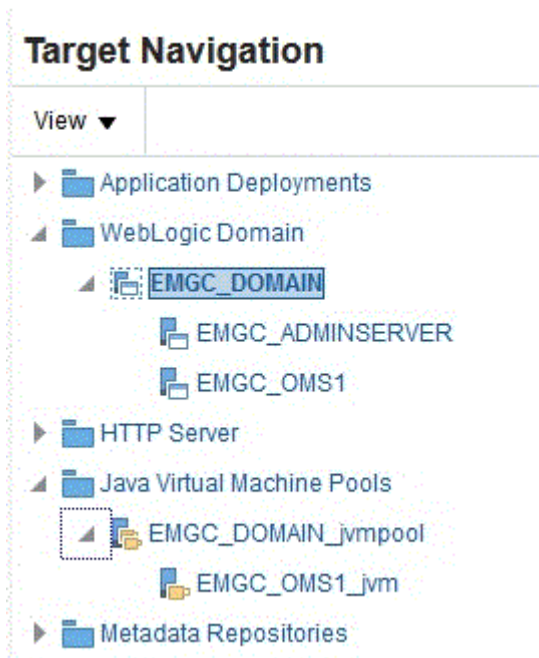 Target Navigation
View
Application Deployments
WebLogic Domain
EMGC_DOMAIN
EMGC_ADMINSERVER
EMGC_OMS1
HTTP Server
Java Virtual Machine Pools
EMGC_DOMAIN_jvmpool
EMGC_OMS1_jvm
Metadata Repositories